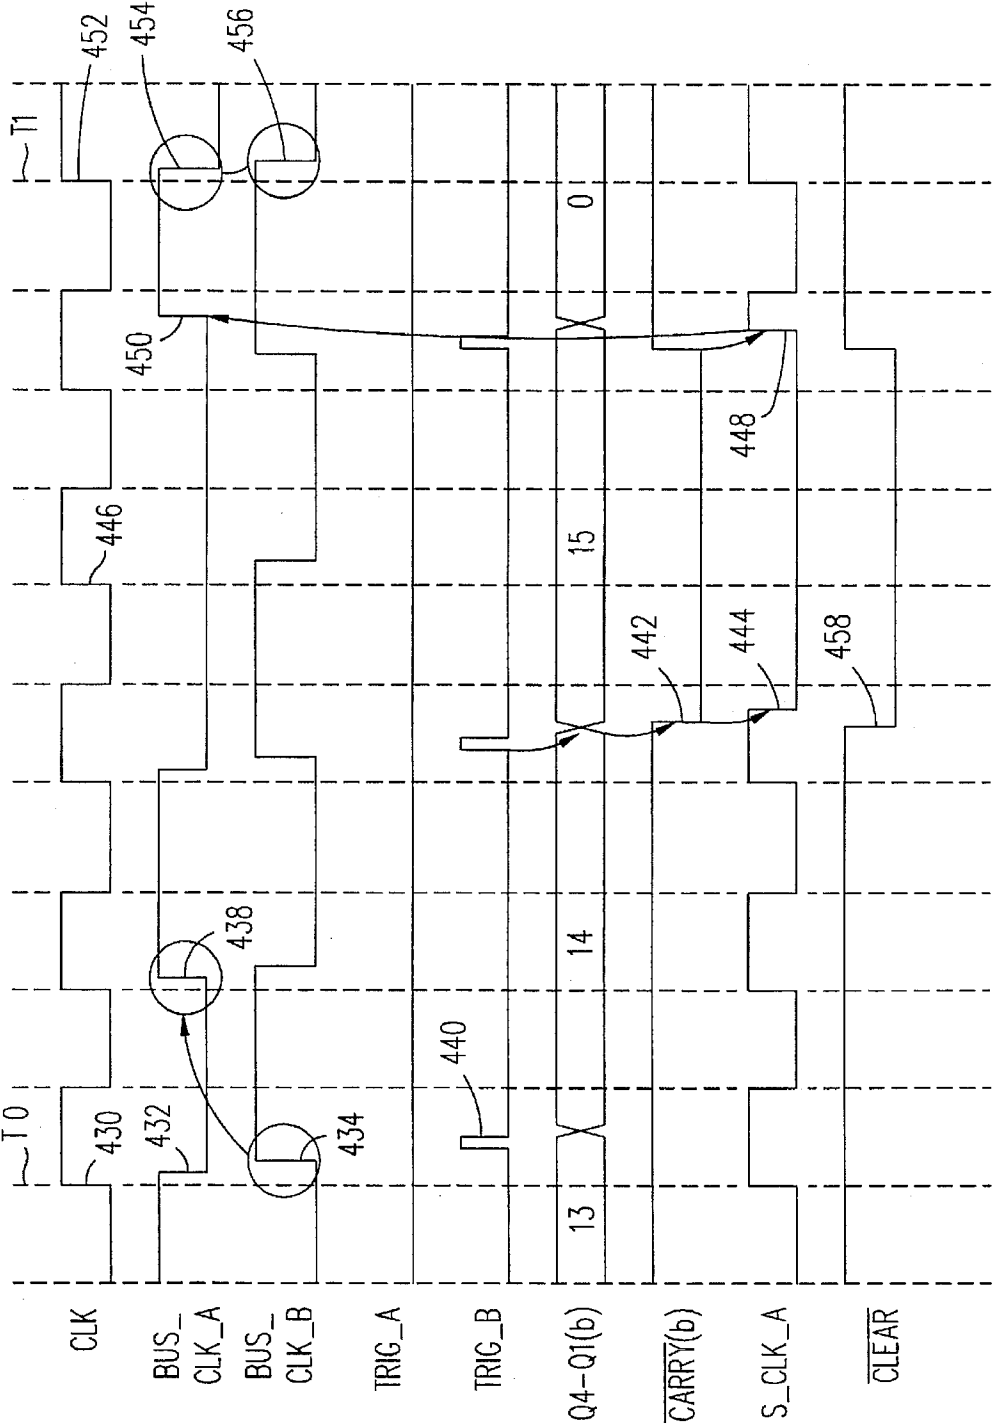 T0
T1
CLK
430
446
452
BUS_
CLK_A
432
438
450
454
BUS_
CLK_B
434
456
TRIG_A
TRIG_B
440
Q4-Q1(b)
13
14
15
0
CARRY(b)
442
S_CLK_A
444
448
CLEAR
458